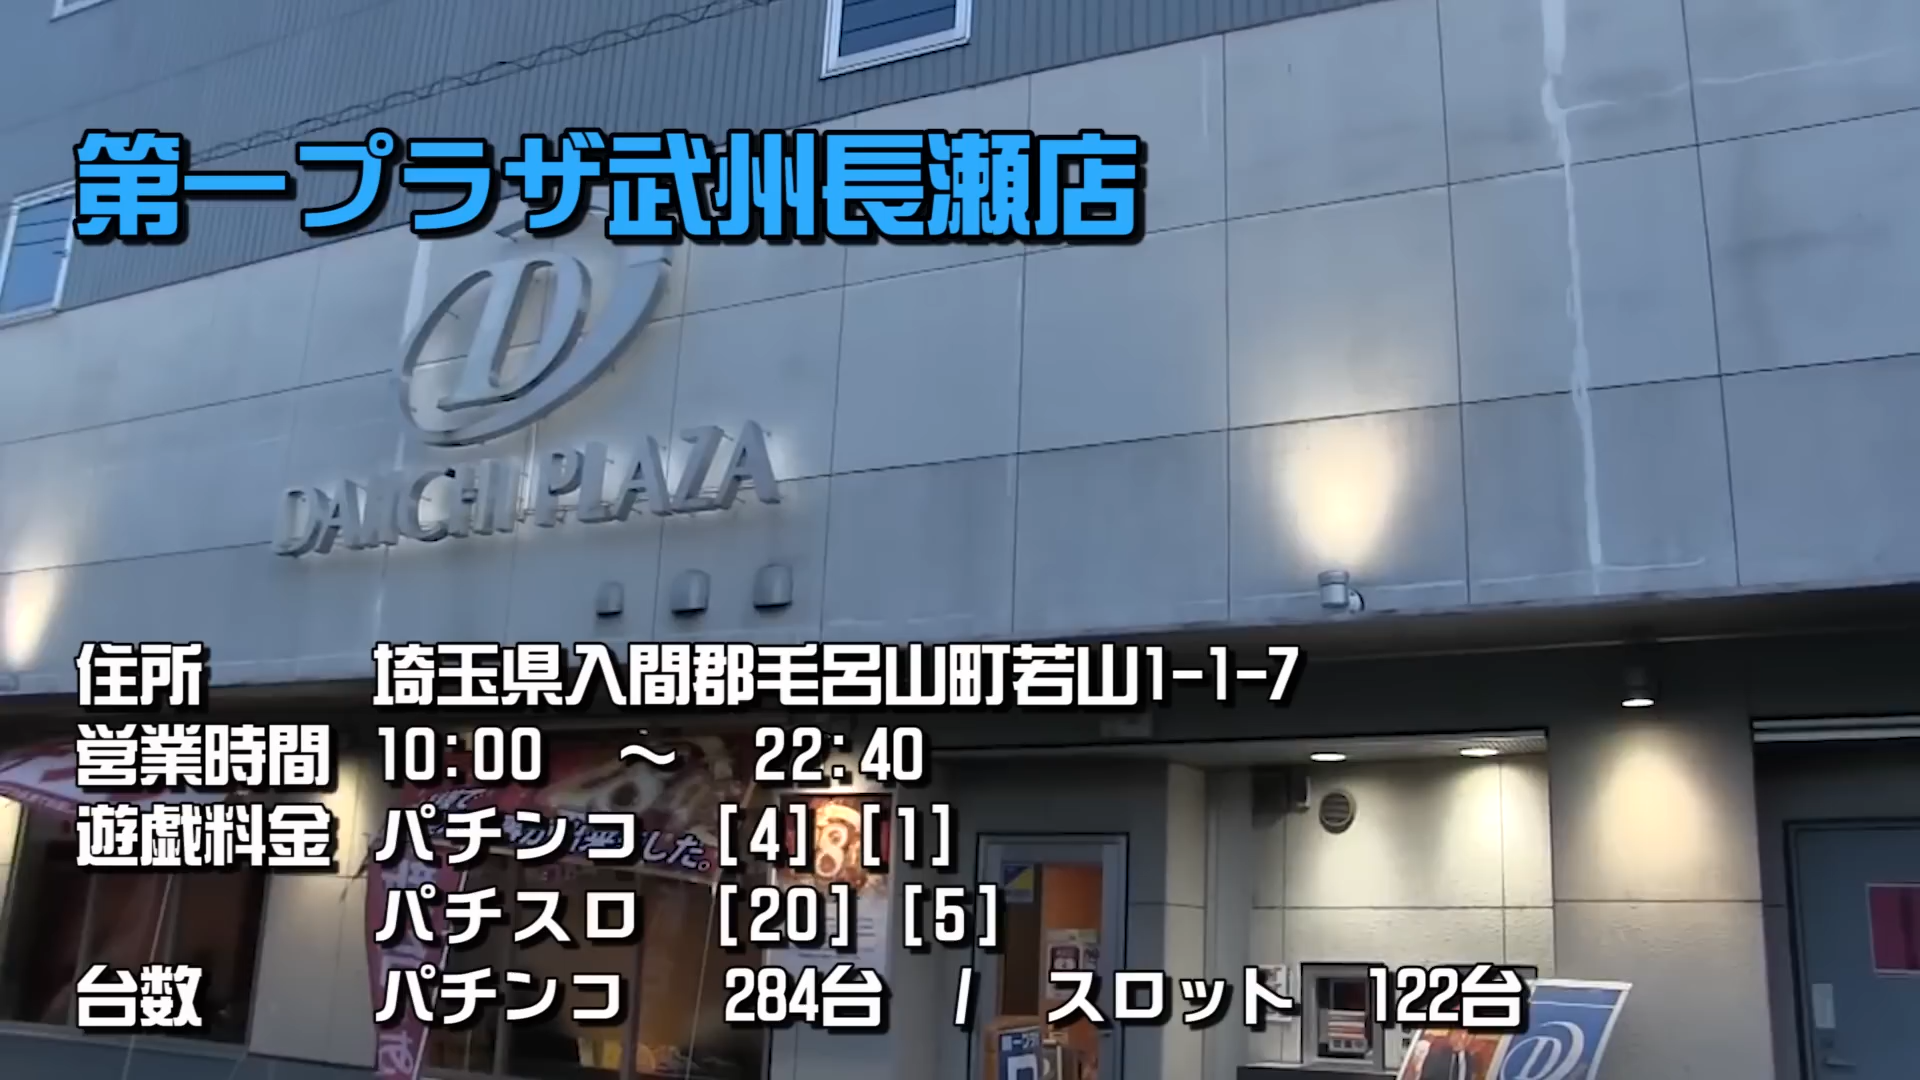 第一プラザ武州長瀬店
D
DAIICHI PLAZA
住所 埼玉県入間郡毛呂山町若山1-1-7
営業時間 10:00 ～ 22:40
遊戯料金 パチンコ [4] [1]
パチスロ [20] [5]
台数 パチンコ 284台 / スロット 122台
した。
8
D